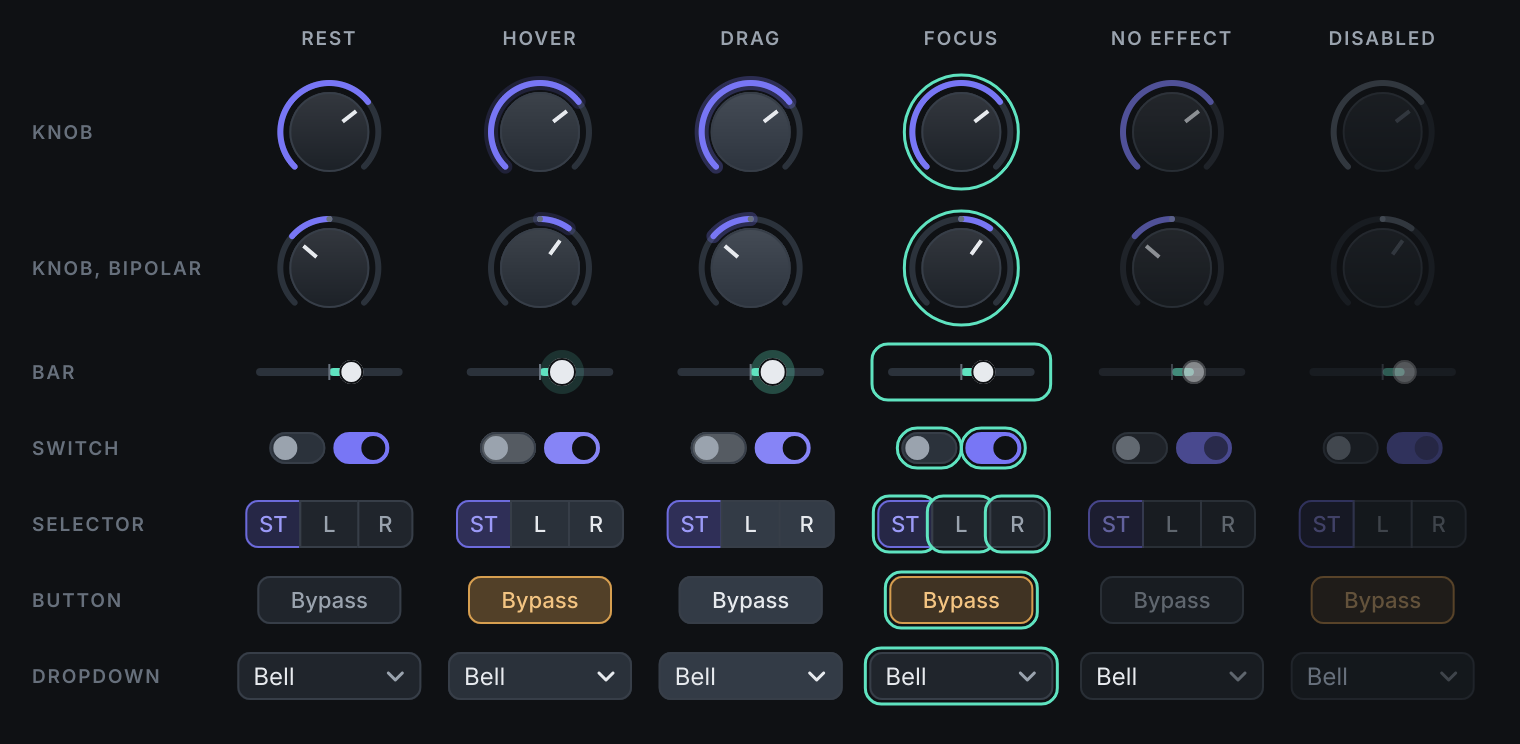 REST HOVER DRAG FOCUS NO EFFECT DISABLED
KNOB
KNOB, BIPOLAR
BAR
SWITCH
SELECTOR ST L R ST L R ST L R ST L R ST L R ST L R
BUTTON Bypass Bypass Bypass Bypass Bypass Bypass
DROPDOWN Bell Bell Bell Bell Bell Bell